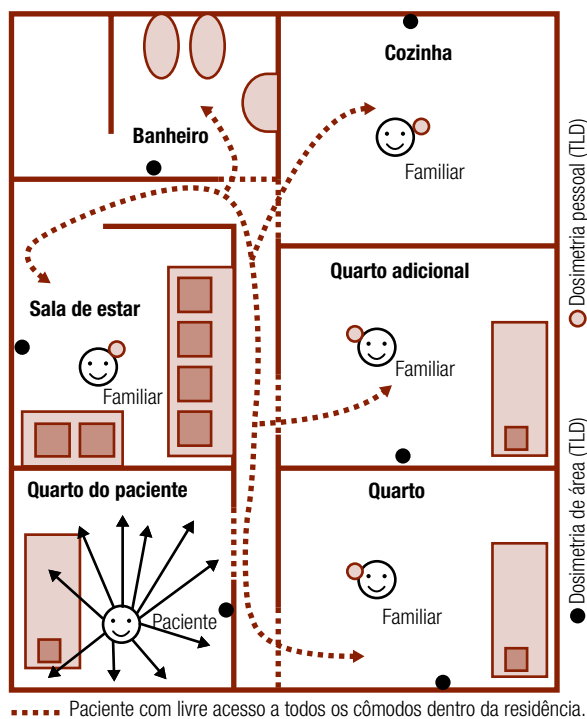 Cozinha
Familiar
Banheiro
Quarto adicional
Familiar
Sala de estar
Familiar
Quarto do paciente
Paciente
Quarto
Familiar
Dosimetria pessoal (TLD)
Dosimetria de área (TLD)
Paciente com livre acesso a todos os cômodos dentro da residência.